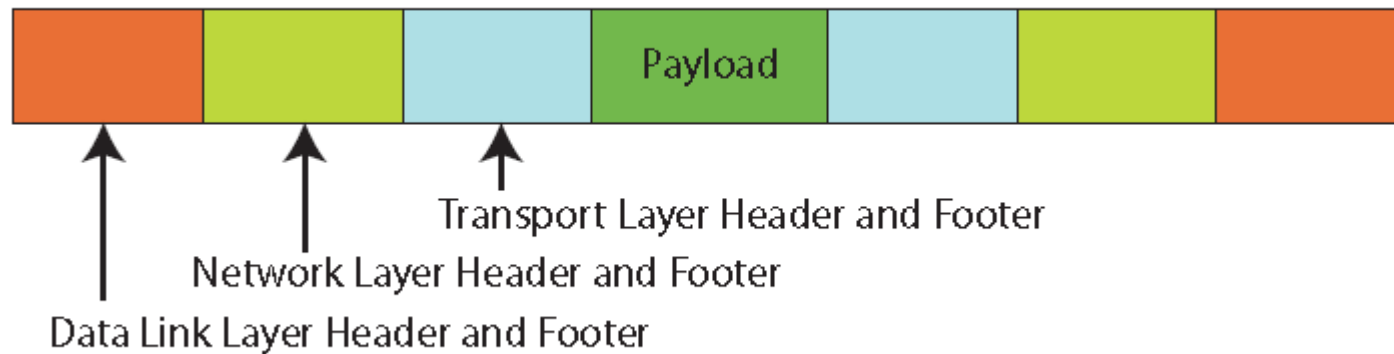 Payload
Transport Layer Header and Footer
Network Layer Header and Footer
Data Link Layer Header and Footer